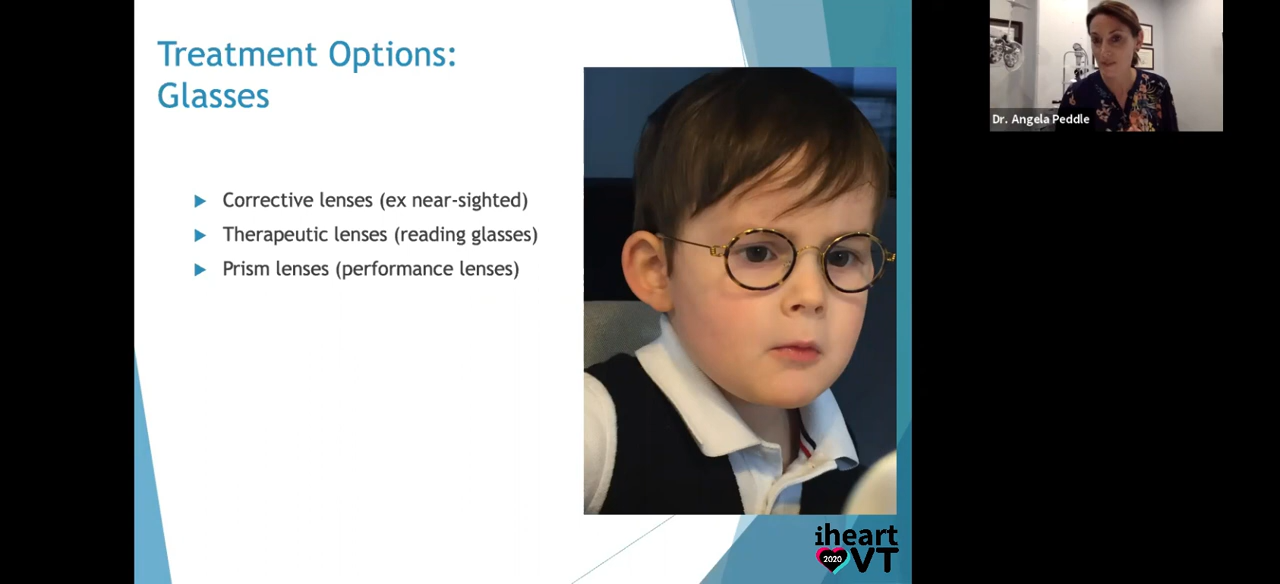 Treatment Options:
Glasses
Corrective lenses (ex near-sighted)
Therapeutic lenses (reading glasses)
Prism lenses (performance lenses)
Dr. Angela Peddle
iheart
2020 VT